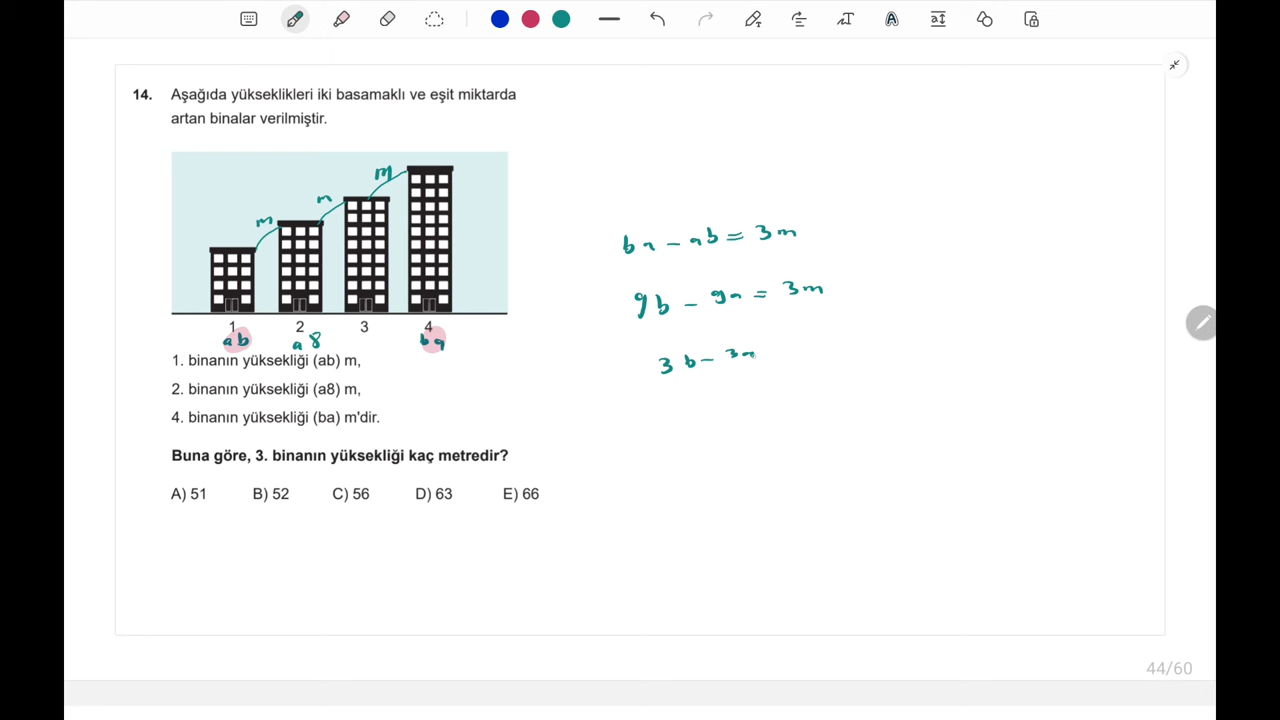 14. Aşağıda yükseklikleri iki basamaklı ve eşit miktarda
artan binalar verilmiştir.
m m m
1 2 3 4
ab a8 ba
1. binanın yüksekliği (ab) m,
2. binanın yüksekliği (a8) m,
4. binanın yüksekliği (ba) m'dir.
Buna göre, 3. binanın yüksekliği kaç metredir?
A) 51 B) 52 C) 56 D) 63 E) 66
ba - ab = 3m
9b - 9a = 3m
3b - 3a
44/60